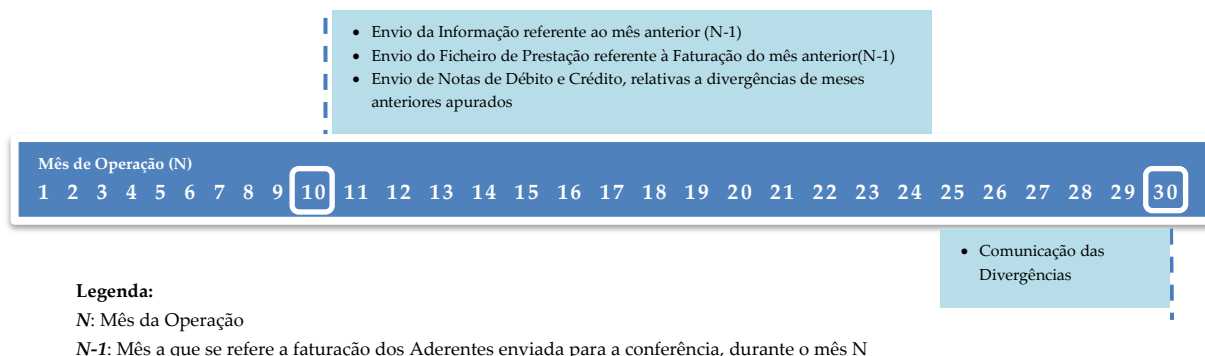 • Envio da Informação referente ao mês anterior (N-1)
• Envio do Ficheiro de Prestação referente à Faturação do mês anterior(N-1)
• Envio de Notas de Débito e Crédito, relativas a divergências de meses
anteriores apurados
Mês de Operação (N)
1 2 3 4 5 6 7 8 9 10 11 12 13 14 15 16 17 18 19 20 21 22 23 24 25 26 27 28 29 30
• Comunicação das
Divergências
Legenda:
N: Mês da Operação
N-1: Mês a que se refere a faturação dos Aderentes enviada para a conferência, durante o mês N